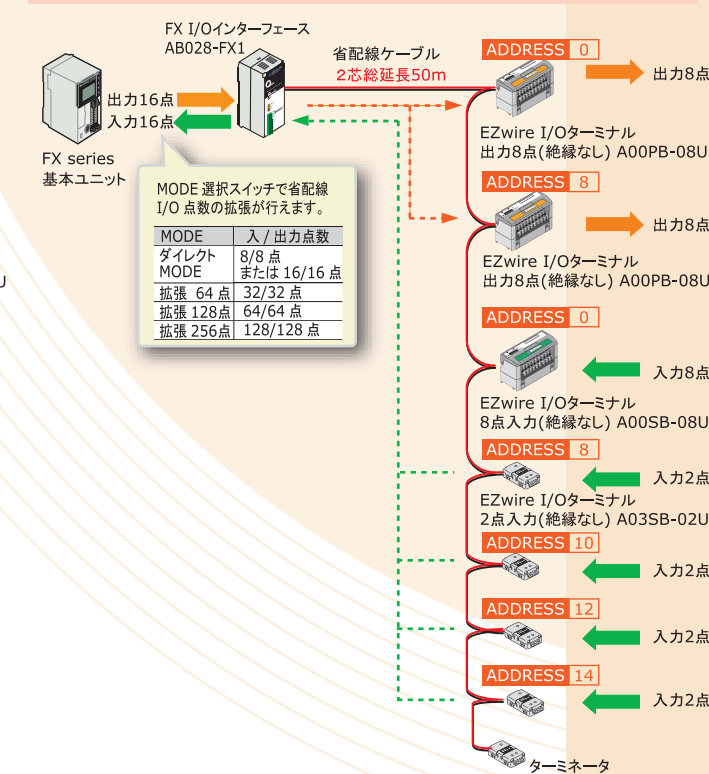 FX I/Oインターフェース
AB028-FX1
省配線ケーブル
2芯総延長50m
ADDRESS 0
出力8点
出力16点
入力16点
FX series
基本ユニット
EZwire I/Oターミナル
出力8点(絶縁なし) A00PB-08U
MODE 選択スイッチで省配線
I/O 点数の拡張が行えます。
MODE 入 / 出力点数
ダイレクト MODE 8/8 点 または 16/16 点
拡張 64 点 32/32 点
拡張 128点 64/64 点
拡張 256点 128/128 点
ADDRESS 8
出力8点
EZwire I/Oターミナル
出力8点(絶縁なし) A00PB-08U
U
ADDRESS 0
入力8点
EZwire I/Oターミナル
8点入力(絶縁なし) A00SB-08U
ADDRESS 8
入力2点
EZwire I/Oターミナル
2点入力(絶縁なし) A03SB-02U
ADDRESS 10
入力2点
ADDRESS 12
入力2点
ADDRESS 14
入力2点
ターミネータ